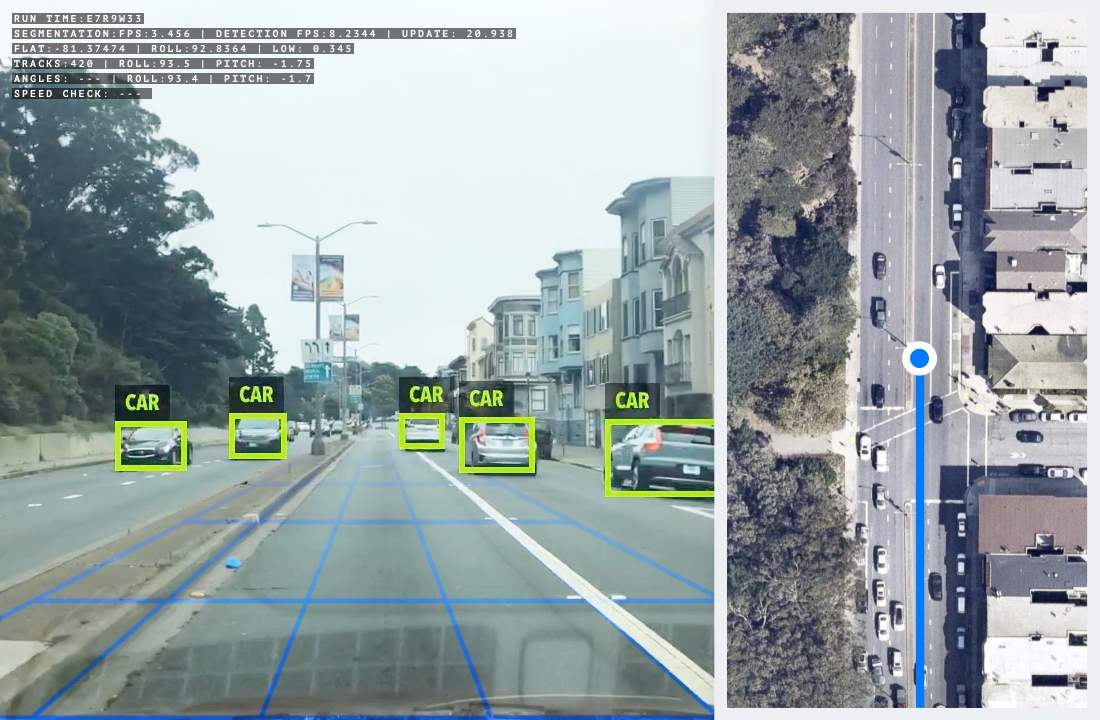 RUN TIME:E7R9W33
SEGMENTATION:FPS:3.456 | DETECTION FPS:8.2344 | UPDATE: 20.938
FLAT:-81.37474 | ROLL:92.8364 | LOW: 0.345
TRACKS:420 | ROLL:93.5 | PITCH: -1.75
ANGLES: --- | ROLL:93.4 | PITCH: -1.7
SPEED CHECK: ---
CAR
CAR
CAR
CAR
CAR